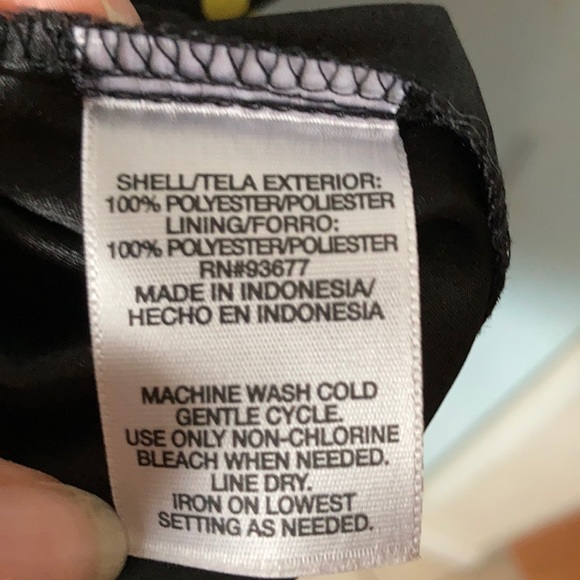 SHELL/TELA EXTERIOR:
100% POLYESTER/POLIESTER
LINING/FORRO:
100% POLYESTER/POLIESTER
RN#93677
MADE IN INDONESIA/
HECHO EN INDONESIA
MACHINE WASH COLD
GENTLE CYCLE.
USE ONLY NON-CHLORINE
BLEACH WHEN NEEDED.
LINE DRY.
IRON ON LOWEST
SETTING AS NEEDED.